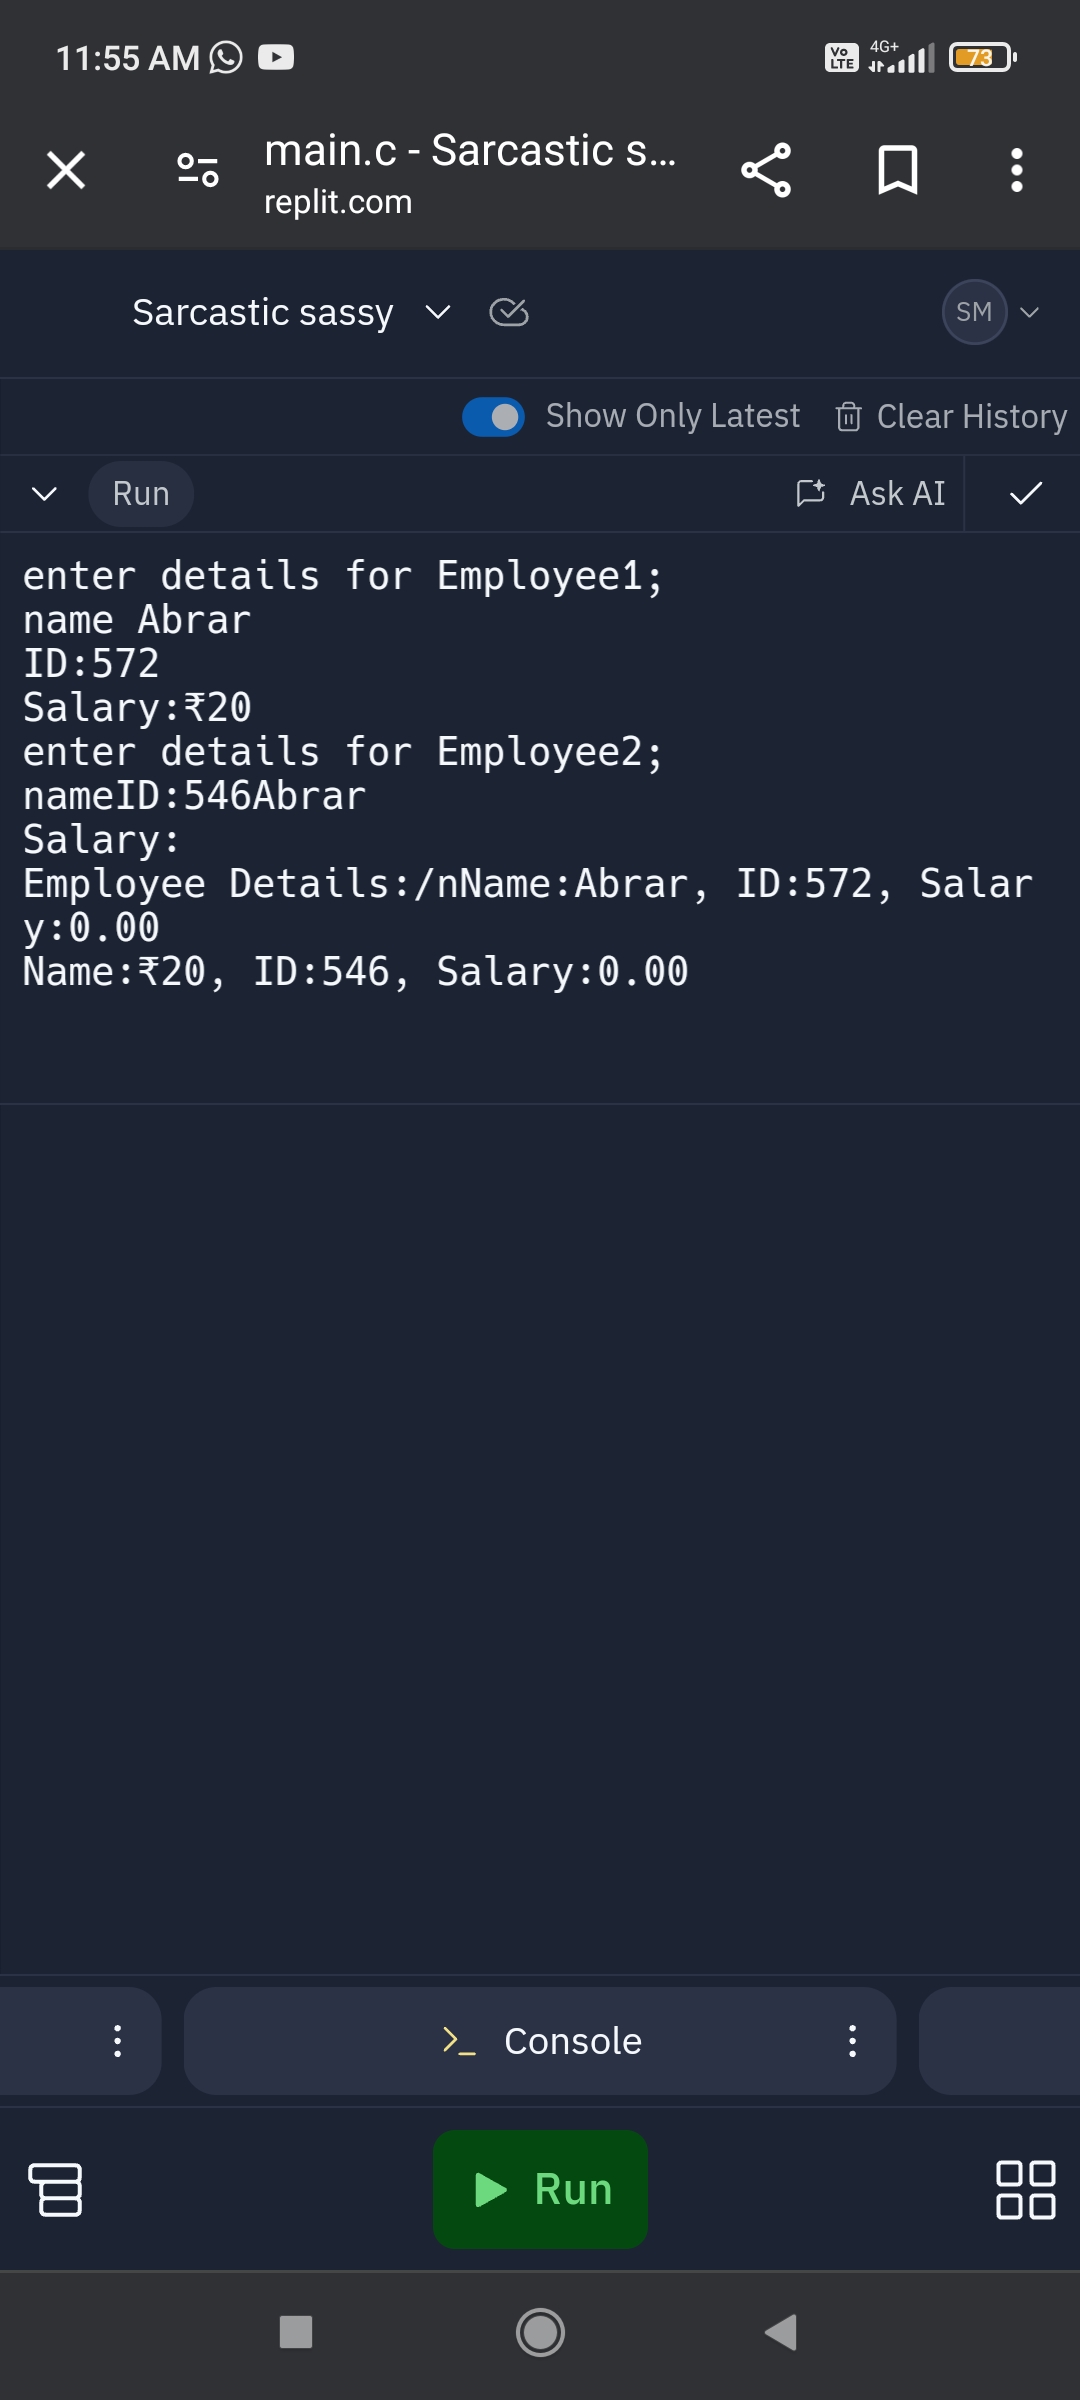 11:55 AM
Vo LTE 4G+ 73
main.c - Sarcastic s...
replit.com
Sarcastic sassy
SM
Show Only Latest
Clear History
Run
Ask AI
enter details for Employee1;
name Abrar
ID:572
Salary:₹20
enter details for Employee2;
nameID:546Abrar
Salary:
Employee Details:/nName:Abrar, ID:572, Salar
y:0.00
Name:₹20, ID:546, Salary:0.00
Console
Run